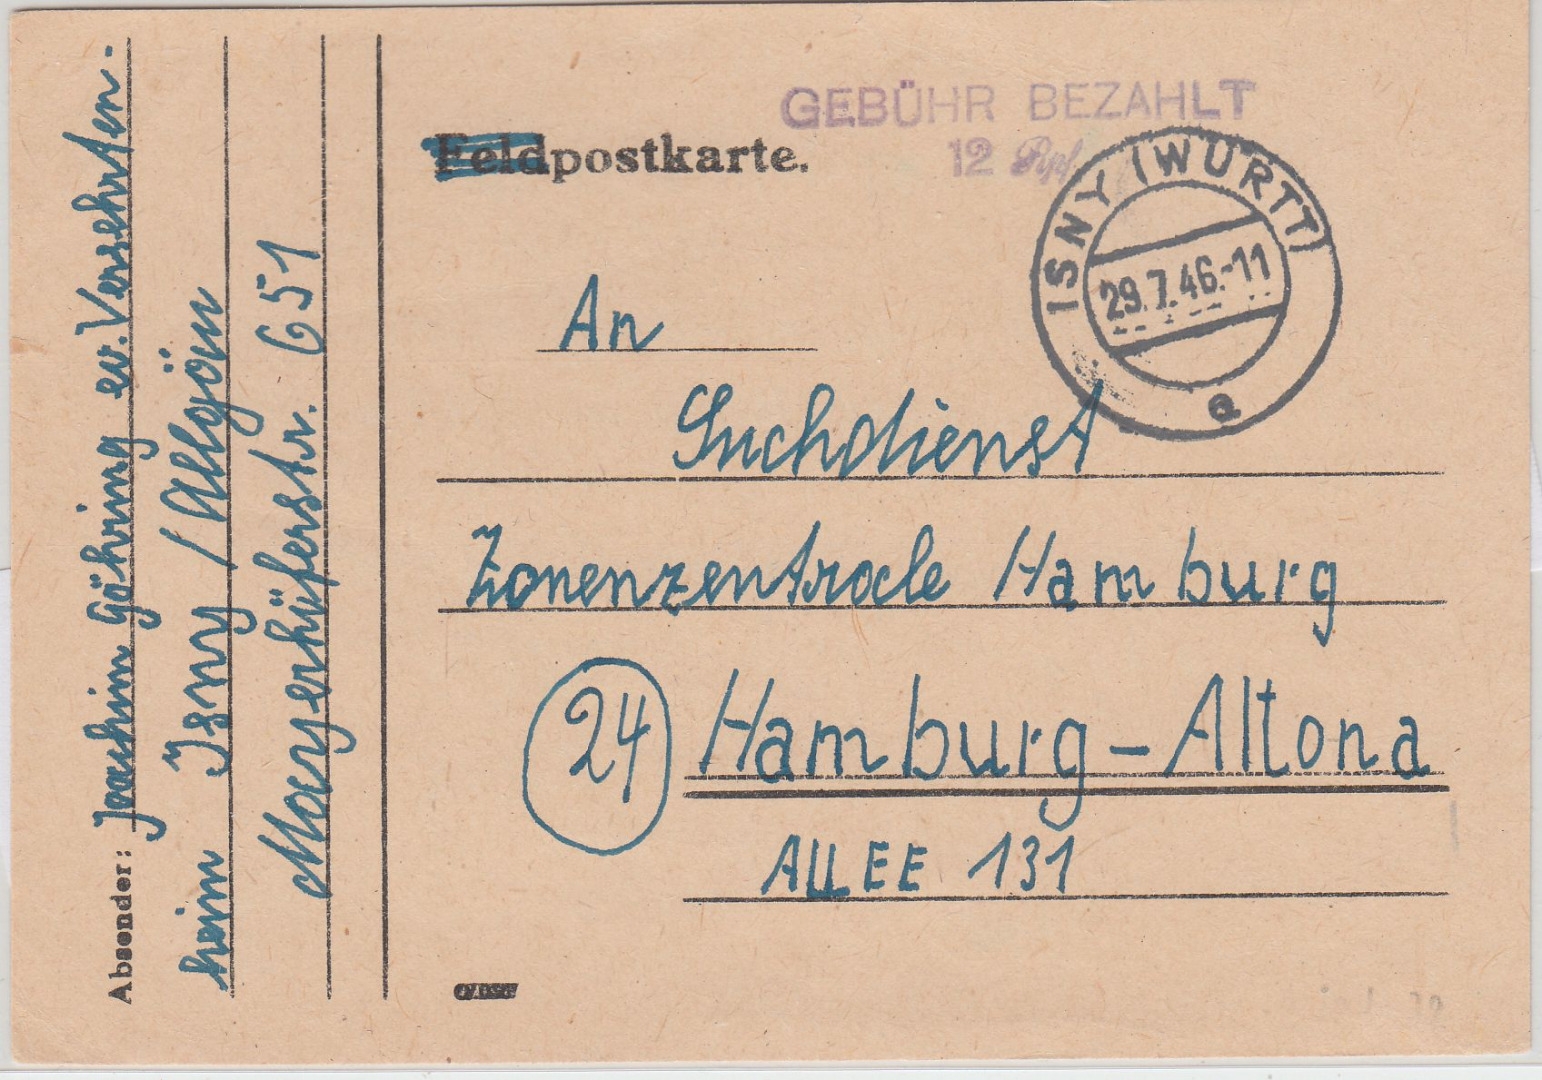 GEBÜHR BEZAHLT
12 Rpf
Feldpostkarte.
ISNY (WÜRTT)
29.7.46.-11
a
An
Suchdienst
Zonenzentrale Hamburg
24 Hamburg-Altona
ALLEE 131
Absender: Joachim Göhring ev. Versehrten-
heim Isny / Allgäu
Maierhöferstr. G51